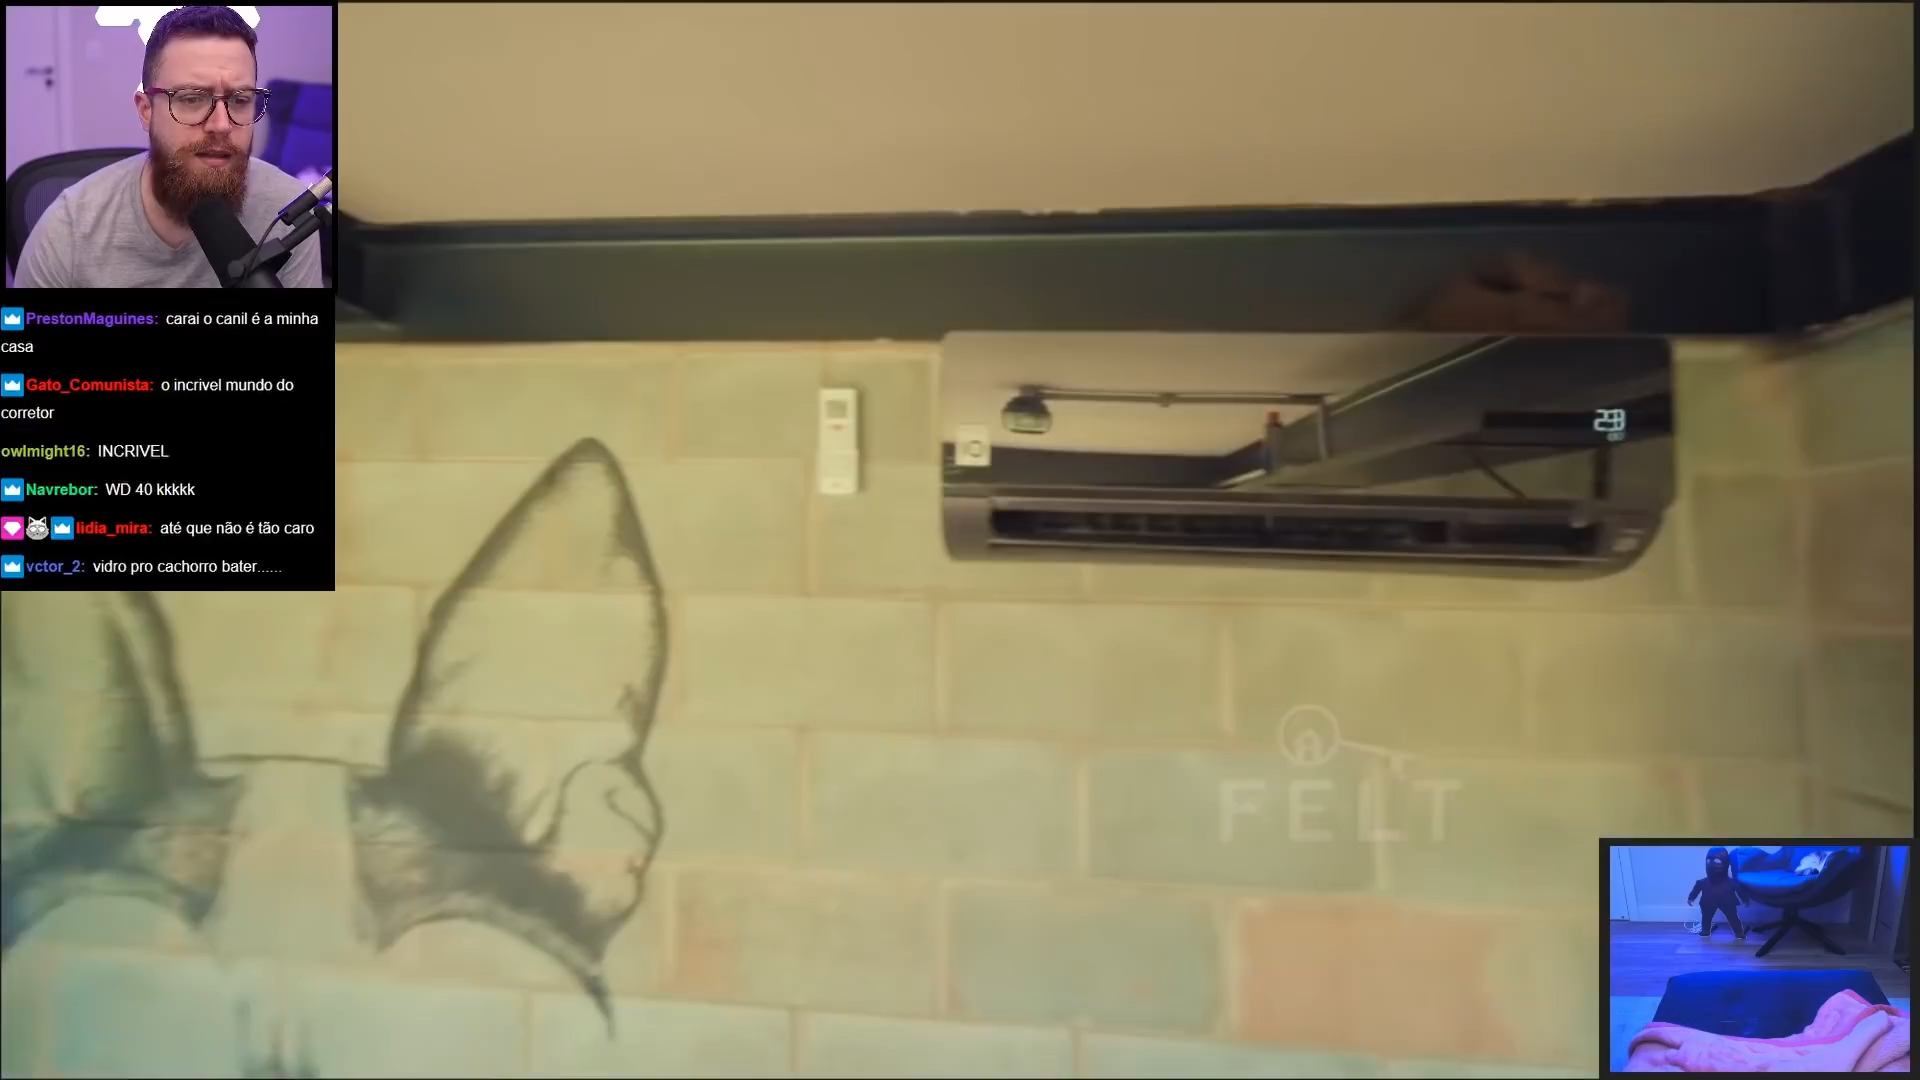 PrestonMaguines: carai o canil é a minha
casa
Gato_Comunista: o incrivel mundo do
corretor
owlmight16: INCRIVEL
Navrebor: WD 40 kkkkk
lidia_mira: até que não é tão caro
vctor_2: vidro pro cachorro bater......
23
FELT